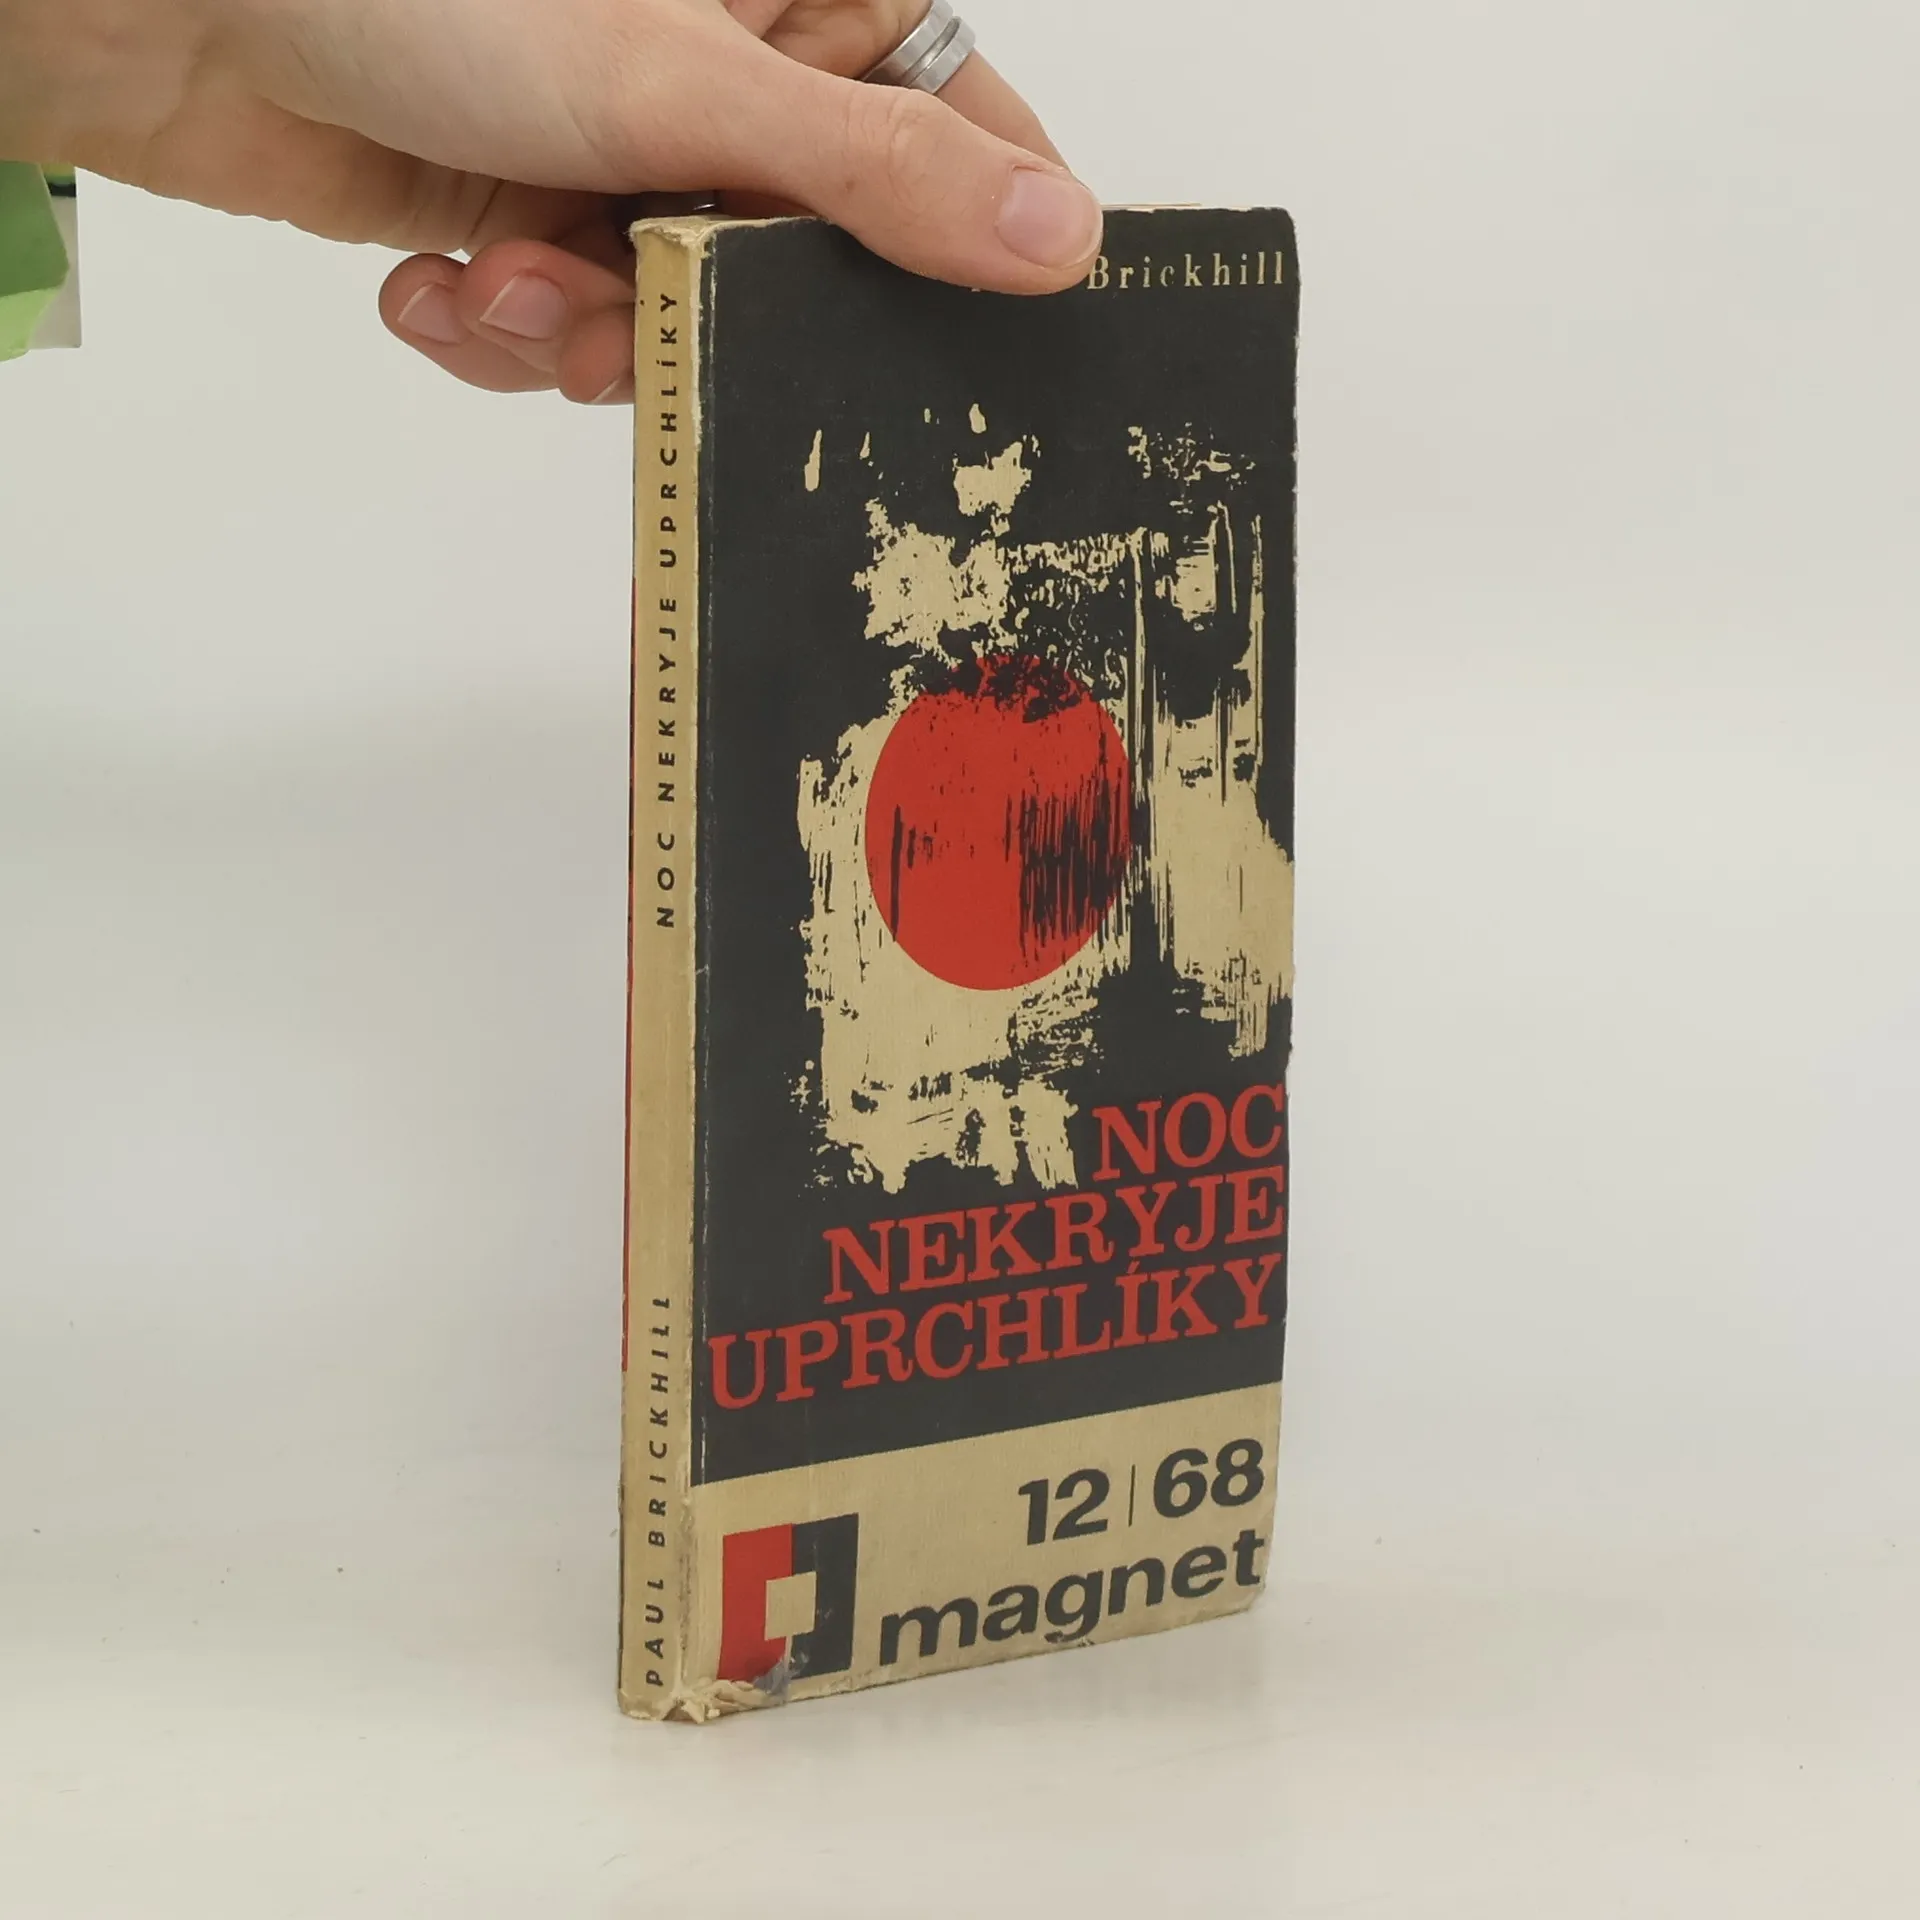 NOC NEKRYJE UPRCHLÍKY
PAUL BRICKHILL
Brickhill
NOC
NEKRYJE
UPRCHLÍKY
12|68
magnet